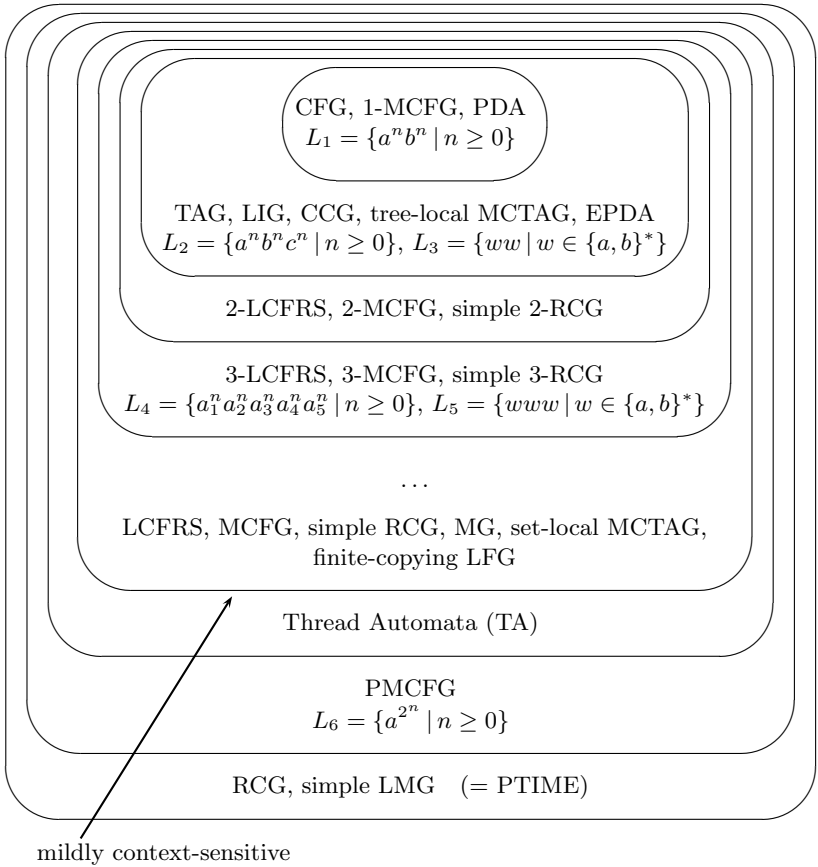 CFG, 1-MCFG, PDA
L₁ = {aⁿbⁿ | n ≥ 0}
TAG, LIG, CCG, tree-local MCTAG, EPDA
L₂ = {aⁿbⁿcⁿ | n ≥ 0}, L₃ = {ww | w ∈ {a, b}*}
2-LCFRS, 2-MCFG, simple 2-RCG
3-LCFRS, 3-MCFG, simple 3-RCG
L₄ = {a₁ⁿa₂ⁿa₃ⁿa₄ⁿa₅ⁿ | n ≥ 0}, L₅ = {www | w ∈ {a, b}*}
...
LCFRS, MCFG, simple RCG, MG, set-local MCTAG,
finite-copying LFG
Thread Automata (TA)
PMCFG
L₆ = {a^{2^n} | n ≥ 0}
RCG, simple LMG (= PTIME)
mildly context-sensitive